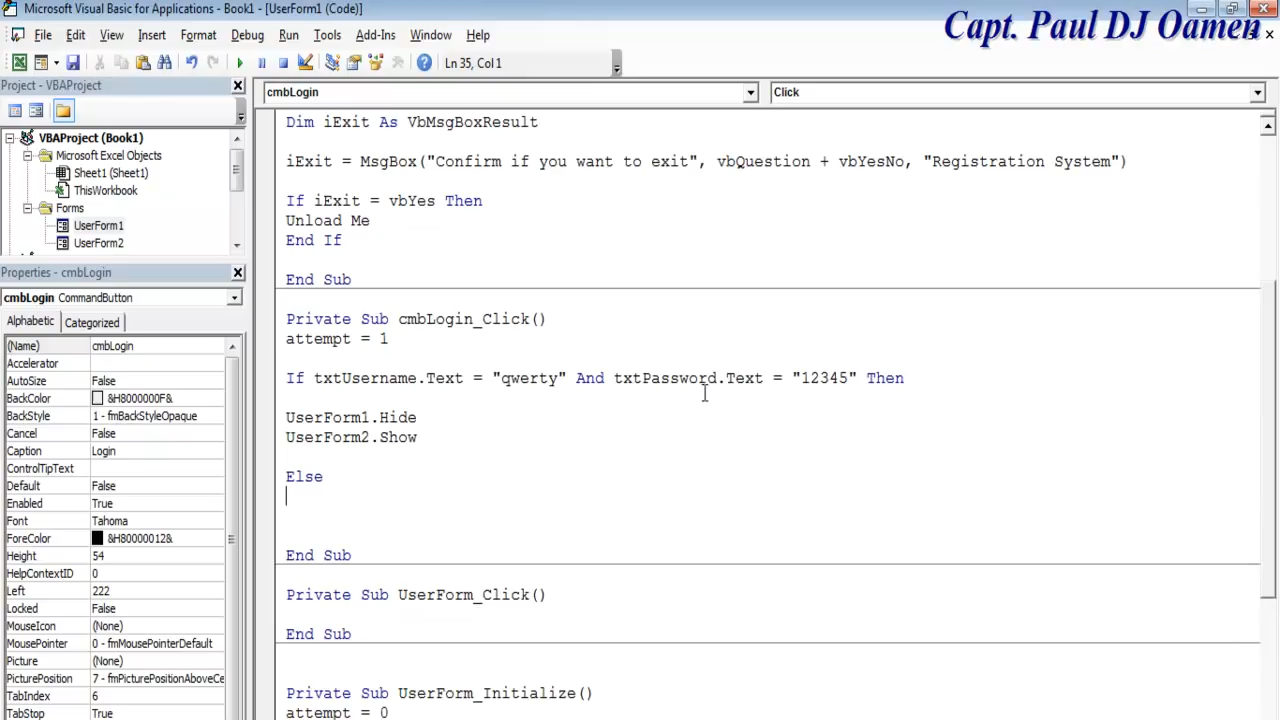 Microsoft Visual Basic for Applications - Book1 - [UserForm1 (Code)]
Capt. Paul DJ Oamen
File Edit View Insert Format Debug Run Tools Add-Ins Window Help
Ln 35, Col 1
Project - VBAProject
cmbLogin
Click
VBAProject (Book1)
Microsoft Excel Objects
Sheet1 (Sheet1)
ThisWorkbook
Forms
UserForm1
UserForm2
Properties - cmbLogin
cmbLogin CommandButton
Alphabetic Categorized
(Name) cmbLogin
Accelerator
AutoSize False
BackColor &H8000000F&
BackStyle 1 - fmBackStyleOpaque
Cancel False
Caption Login
ControlTipText
Default False
Enabled True
Font Tahoma
ForeColor &H80000012&
Height 54
HelpContextID 0
Left 222
Locked False
MouseIcon (None)
MousePointer 0 - fmMousePointerDefault
Picture (None)
PicturePosition 7 - fmPicturePositionAboveCe
TabIndex 6
TabStop True
Dim iExit As VbMsgBoxResult
iExit = MsgBox("Confirm if you want to exit", vbQuestion + vbYesNo, "Registration System")
If iExit = vbYes Then
Unload Me
End If
End Sub
Private Sub cmbLogin_Click()
attempt = 1
If txtUsername.Text = "qwerty" And txtPassword.Text = "12345" Then
UserForm1.Hide
UserForm2.Show
Else
End Sub
Private Sub UserForm_Click()
End Sub
Private Sub UserForm_Initialize()
attempt = 0